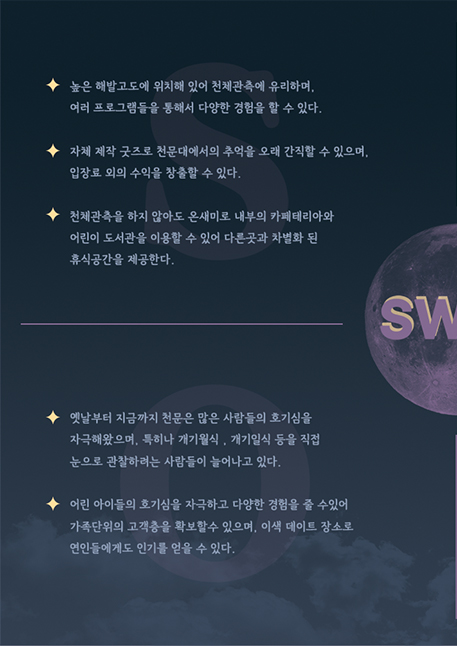 S
높은 해발고도에 위치해 있어 천체관측에 유리하며,
여러 프로그램들을 통해서 다양한 경험을 할 수 있다.
자체 제작 굿즈로 천문대에서의 추억을 오래 간직할 수 있으며,
입장료 외의 수익을 창출할 수 있다.
천체관측을 하지 않아도 온새미로 내부의 카페테리아와
어린이 도서관을 이용할 수 있어 다른곳과 차별화 된
휴식공간을 제공한다.
SW
O
옛날부터 지금까지 천문은 많은 사람들의 호기심을
자극해왔으며, 특히나 개기월식 , 개기일식 등을 직접
눈으로 관찰하려는 사람들이 늘어나고 있다.
어린 아이들의 호기심을 자극하고 다양한 경험을 줄 수있어
가족단위의 고객층을 확보할수 있으며, 이색 데이트 장소로
연인들에게도 인기를 얻을 수 있다.